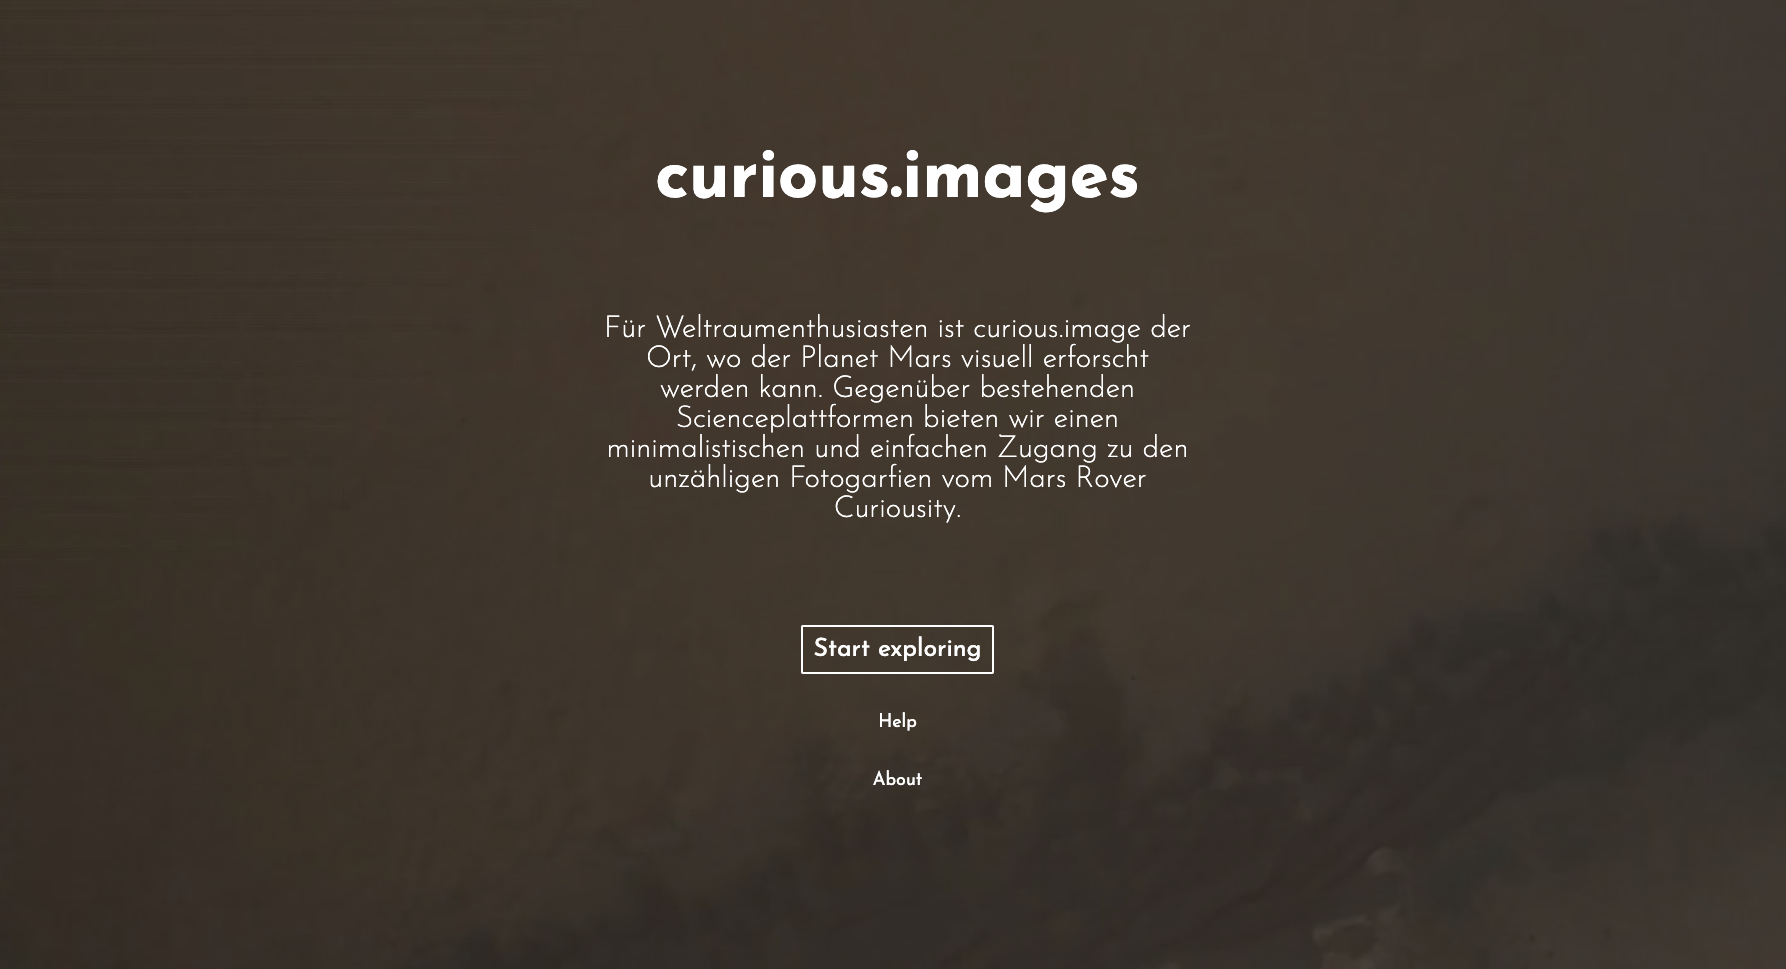 curious.images
Für Weltraumenthusiasten ist curious.image der
Ort, wo der Planet Mars visuell erforscht
werden kann. Gegenüber bestehenden
Scienceplattformen bieten wir einen
minimalistischen und einfachen Zugang zu den
unzähligen Fotogarfien vom Mars Rover
Curiousity.
Start exploring
Help
About